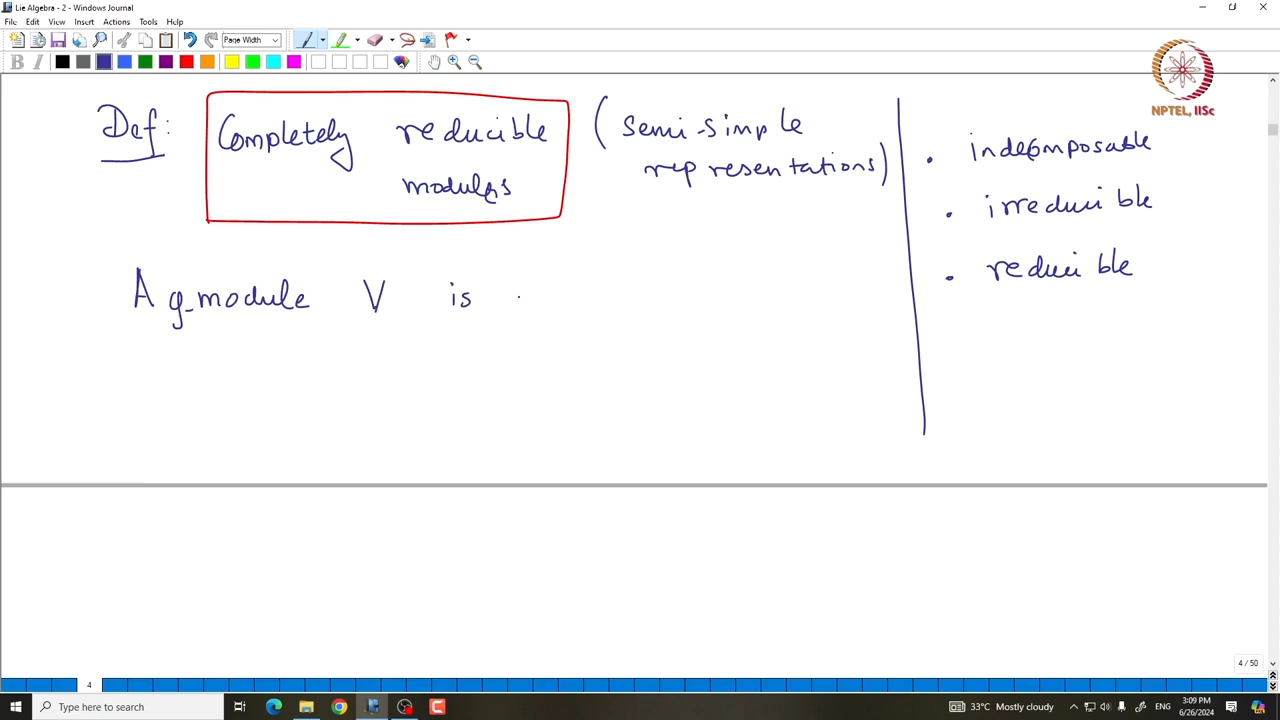 Lie Algebra - 2 - Windows Journal
File Edit View Insert Actions Tools Help
Page Width
B I
NPTEL, IISc
Def: Completely reducible (semi-simple
modules representations)
A g-module V is
. indecomposable
. irreducible
. reducible
4 / 50
4
Type here to search
33°C Mostly cloudy
ENG
3:09 PM
6/26/2024